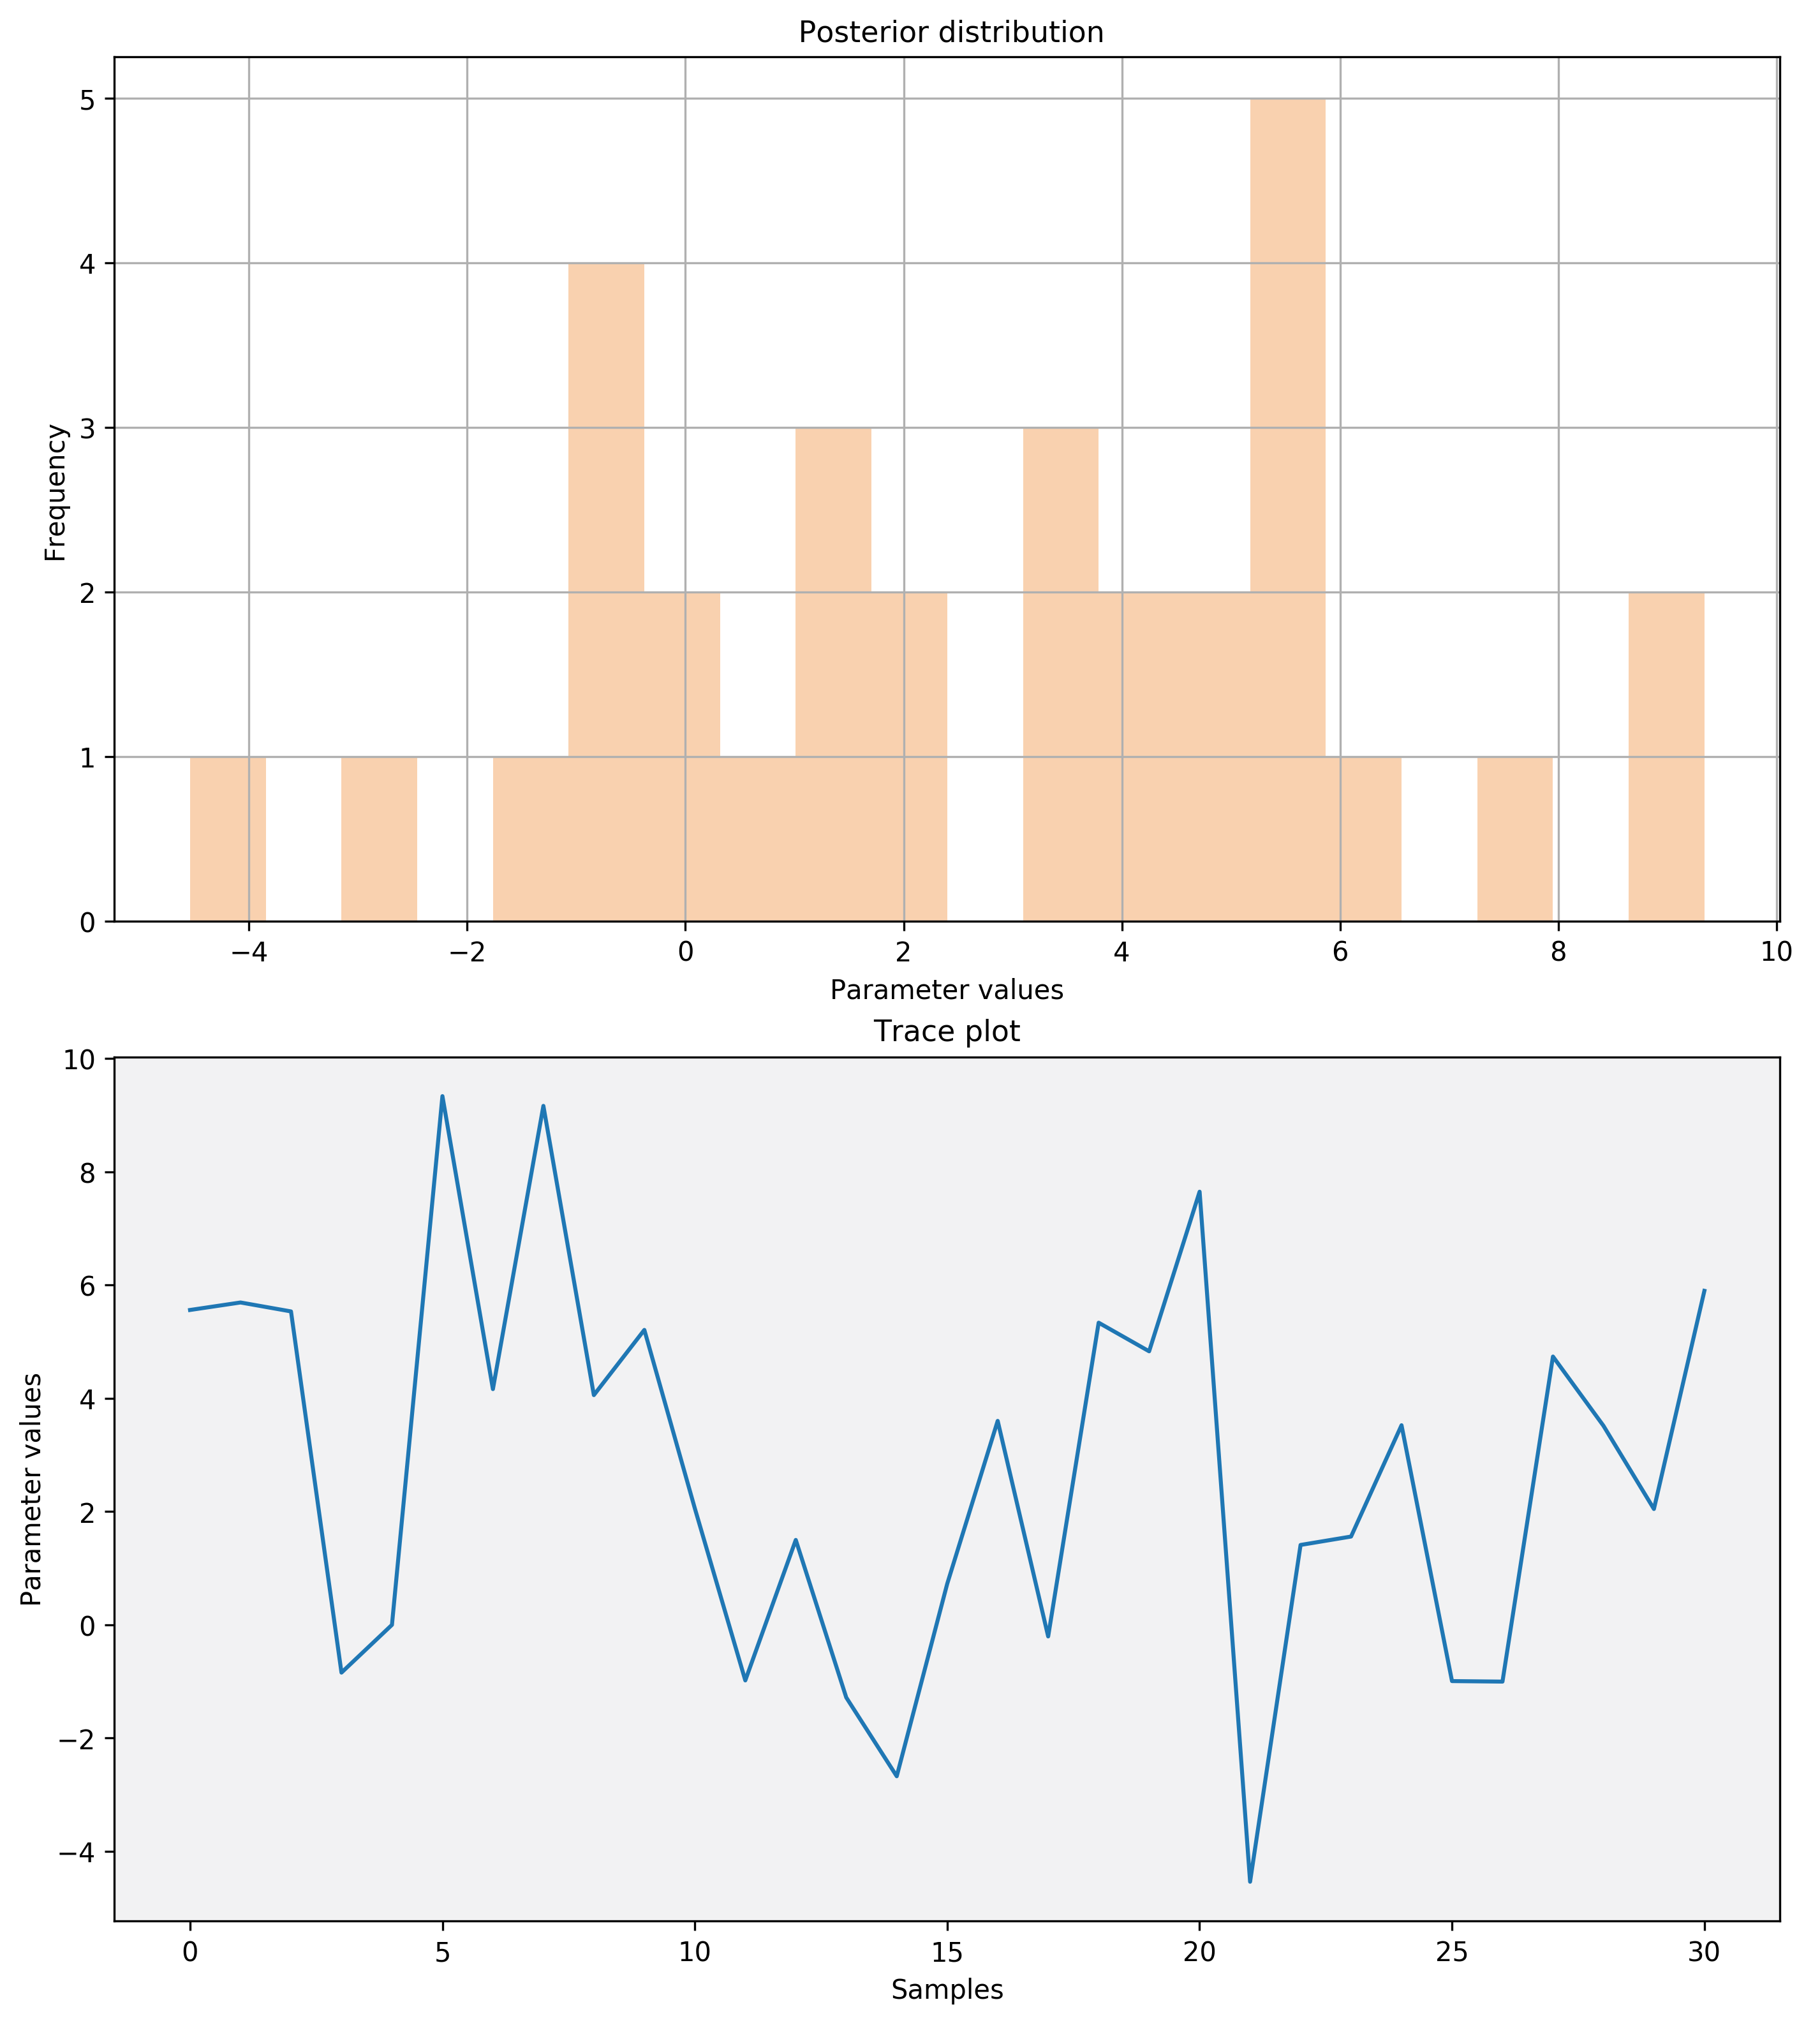 Posterior distribution
5
4
3
2
1
0
Frequency
−4 −2 0 2 4 6 8 10
Parameter values
Trace plot
10
8
6
4
2
0
−2
−4
Parameter values
0 5 10 15 20 25 30
Samples